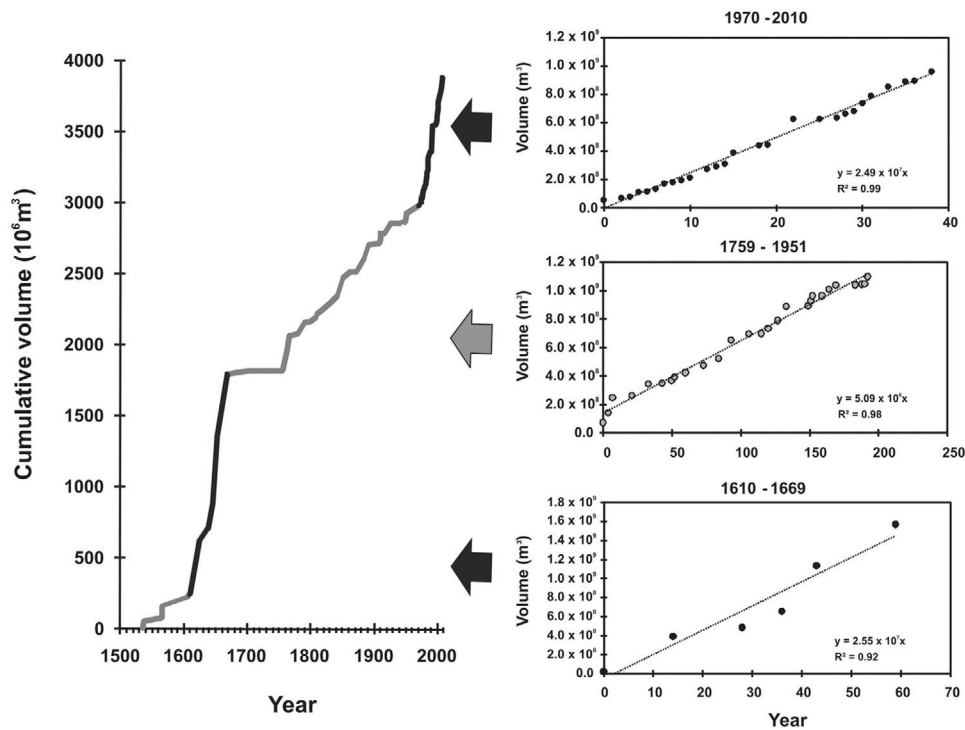 4000
3500
3000
2500
2000
1500
1000
500
0
Cumulative volume (10⁶m³)
1500 1600 1700 1800 1900 2000
Year
1970 -2010
1.2 x 10⁹
1.0 x 10⁹
8.0 x 10⁸
6.0 x 10⁸
4.0 x 10⁸
2.0 x 10⁸
0.0
Volume (m³)
y = 2.49 x 10⁷x
R² = 0.99
0 10 20 30 40
1759 - 1951
1.2 x 10⁹
1.0 x 10⁹
8.0 x 10⁸
6.0 x 10⁸
4.0 x 10⁸
2.0 x 10⁸
0.0
Volume (m³)
y = 5.09 x 10⁶x
R² = 0.98
0 50 100 150 200 250
1610 - 1669
1.8 x 10⁹
1.6 x 10⁹
1.4 x 10⁹
1.2 x 10⁹
1.0 x 10⁹
8.0 x 10⁸
6.0 x 10⁸
4.0 x 10⁸
2.0 x 10⁸
0.0
Volume (m³)
y = 2.55 x 10⁷x
R² = 0.92
0 10 20 30 40 50 60 70
Year